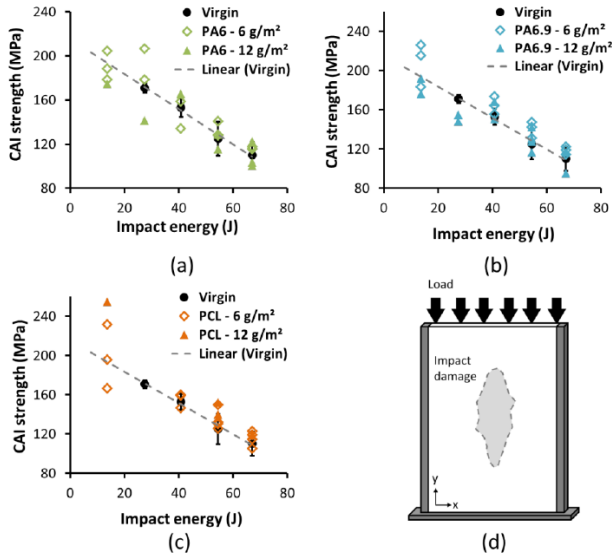 Virgin
PA6 - 6 g/m²
PA6 - 12 g/m²
Linear (Virgin)
CAI strength (MPa)
240
200
160
120
80
0 20 40 60 80
Impact energy (J)
(a)
Virgin
PA6.9 - 6 g/m²
PA6.9 - 12 g/m²
Linear (Virgin)
CAI strength (MPa)
240
200
160
120
80
0 20 40 60 80
Impact energy (J)
(b)
Virgin
PCL - 6 g/m²
PCL - 12 g/m²
Linear (Virgin)
CAI strength (MPa)
240
200
160
120
80
0 20 40 60 80
Impact energy (J)
(c)
Load
Impact
damage
y
x
(d)